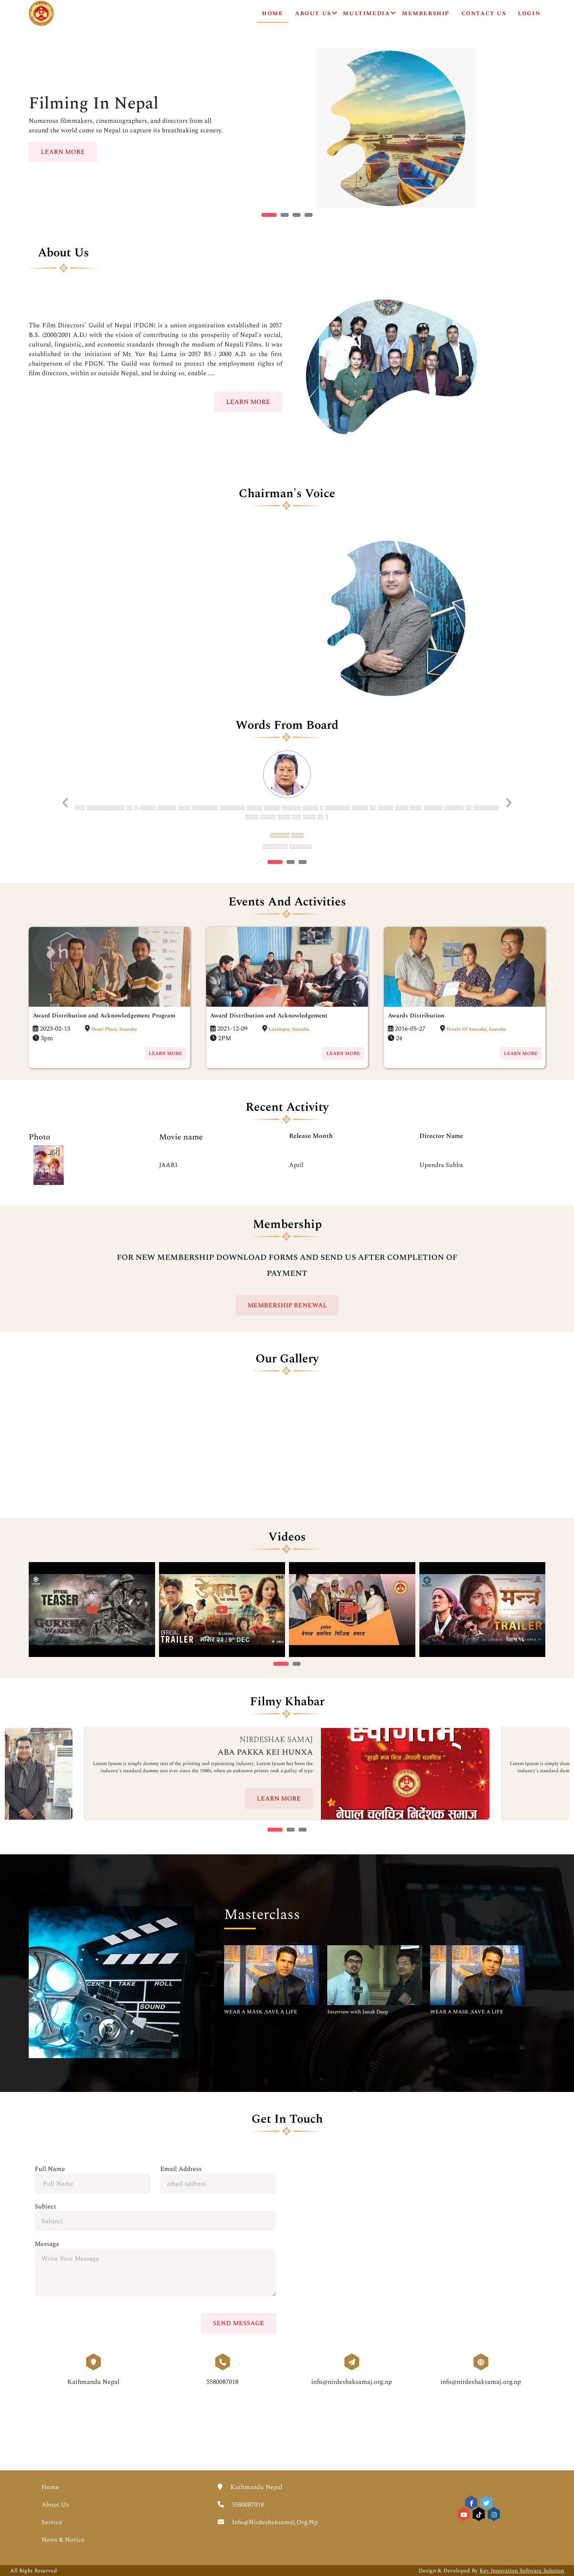 HOME ABOUT US MULTIMEDIA MEMBERSHIP CONTACT US LOGIN
Filming In Nepal
Numerous filmmakers, cinematographers, and directors from all
around the world come to Nepal to capture its breathtaking scenery.
LEARN MORE
About Us
The Film Directors' Guild of Nepal (FDGN) is a union organization established in 2057
B.S. (2000/2001 A.D.) with the vision of contributing to the prosperity of Nepal's social,
cultural, linguistic, and economic standards through the medium of Nepali Films. It was
established in the initiation of Mr. Yuv Raj Lama in 2057 BS / 2000 A.D. as the first
chairperson of the FDGN. The Guild was formed to protect the employment rights of
film directors, within or outside Nepal, and in doing so, enable ....
LEARN MORE
Chairman's Voice
Words From Board
Events And Activities
Award Distribution and Acknowledgement Program
2023-02-13 Hotel Plaza, Sauraha
3pm
LEARN MORE
Award Distribution and Acknowledgement
2021-12-09 Lazimpat, Sauraha
2PM
LEARN MORE
Awards Distribution
2016-05-27 Hotels Of Sauraha, Sauraha
24
LEARN MORE
Recent Activity
Photo Movie name Release Month Director Name
JAARI April Upendra Subba
Membership
FOR NEW MEMBERSHIP DOWNLOAD FORMS AND SEND US AFTER COMPLETION OF
PAYMENT
MEMBERSHIP RENEWAL
Our Gallery
Videos
OFFICIAL
TEASER
GURKHA
WARRIOR
OFFICIAL
TRAILER मंसिर २३ / 9th DEC
नेपाल चलचित्र निर्देशक समाज
मन्त्र
TRAILER
Filmy Khabar
NIRDESHAK SAMAJ
ABA PAKKA KEI HUNXA
Lorem Ipsum is simply dummy text of the printing and typesetting industry. Lorem Ipsum has been the
industry's standard dummy text ever since the 1500s, when an unknown printer took a galley of type
LEARN MORE
स्वागतम्
नेपाल चलचित्र निर्देशक समाज
Lorem Ipsum is simply dum
industry's standard dum
Masterclass
SCENE TAKE ROLL
SOUND
WEAR A MASK ,SAVE A LIFE
Interview with Janak Deep
WEAR A MASK ,SAVE A LIFE
Get In Touch
Full Name Email Address
Full Name email address
Subject
Subject
Message
Write Your Message
SEND MESSAGE
Kathmandu Nepal 5580087018 info@nirdeshaksamaj.org.np info@nirdeshaksamaj.org.np
Home
About Us
Service
News & Notice
Kathmandu Nepal
5580087018
Info@Nirdeshaksamaj.Org.Np
All Right Reserved
Design & Developed By Key Innovation Software Solution